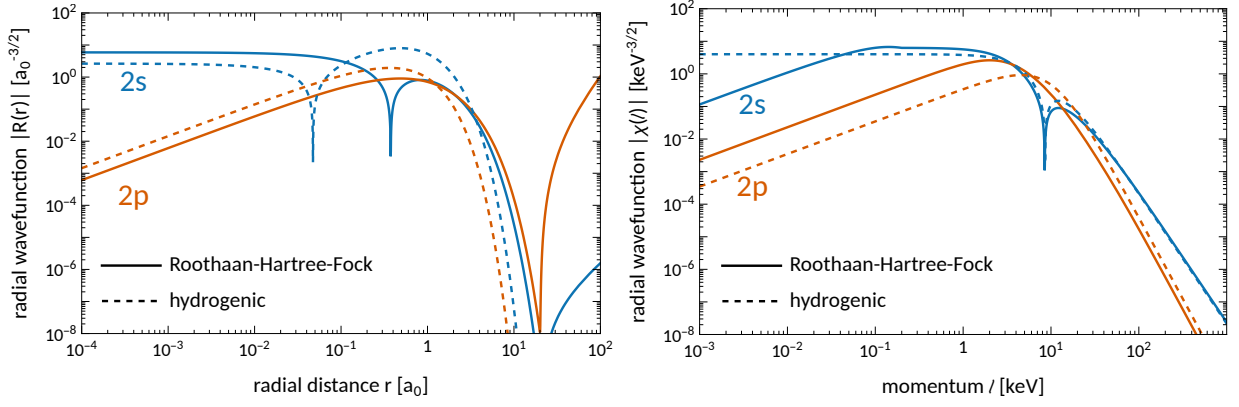 radial wavefunction |R(r)| [a₀^-3/2]
10²
10⁰
10⁻²
10⁻⁴
10⁻⁶
10⁻⁸
2s
2p
Roothaan-Hartree-Fock
hydrogenic
10⁻⁴ 10⁻³ 10⁻² 10⁻¹ 1 10¹ 10²
radial distance r [a₀]
radial wavefunction |χ(l)| [keV^-3/2]
10²
10⁰
10⁻²
10⁻⁴
10⁻⁶
10⁻⁸
2s
2p
Roothaan-Hartree-Fock
hydrogenic
10⁻³ 10⁻² 10⁻¹ 1 10¹ 10²
momentum l [keV]